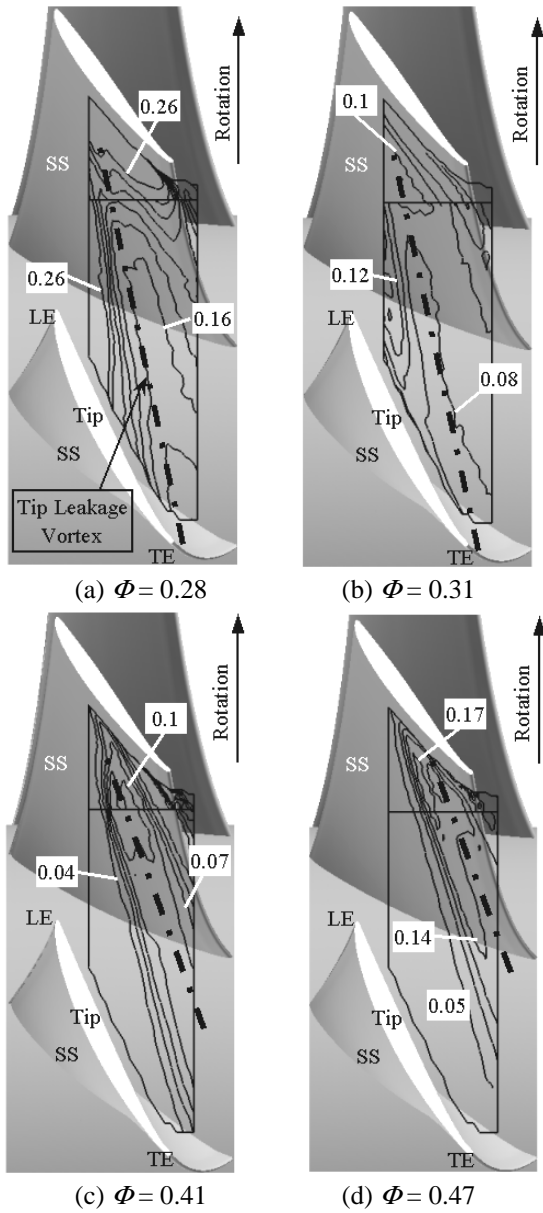 0.26
Rotation
SS
0.26
0.16
LE
Tip
SS
Tip Leakage
Vortex
TE
(a) Φ = 0.28
0.1
Rotation
SS
0.12
LE
0.08
Tip
SS
TE
(b) Φ = 0.31
0.1
Rotation
SS
0.07
0.04
LE
Tip
SS
TE
(c) Φ = 0.41
0.17
Rotation
SS
LE
0.14
0.05
Tip
SS
TE
(d) Φ = 0.47